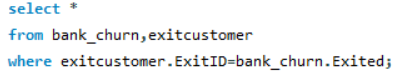 select *
from bank_churn,exitcustomer
where exitcustomer.ExitID=bank_churn.Exited;